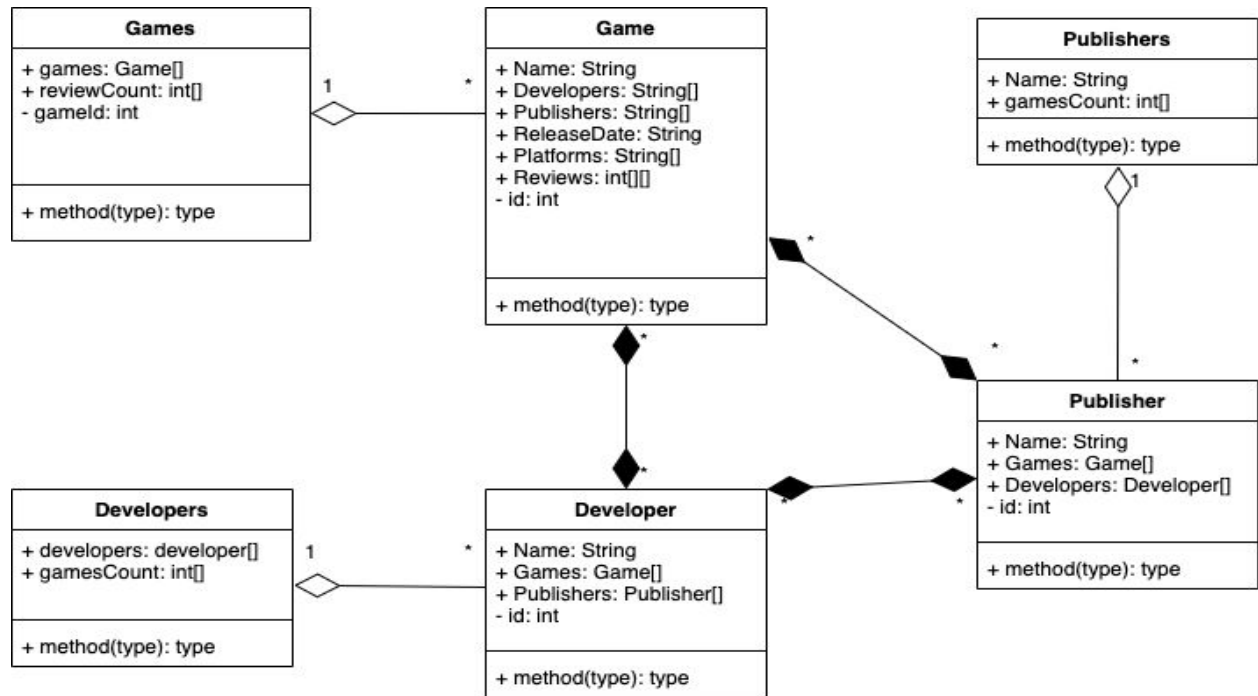 Games
+ games: Game[]
+ reviewCount: int[]
- gameId: int
+ method(type): type
1
*
Game
+ Name: String
+ Developers: String[]
+ Publishers: String[]
+ ReleaseDate: String
+ Platforms: String[]
+ Reviews: int[][]
- id: int
+ method(type): type
Publishers
+ Name: String
+ gamesCount: int[]
+ method(type): type
1
*
*
*
*
*
Publisher
+ Name: String
+ Games: Game[]
+ Developers: Developer[]
- id: int
+ method(type): type
Developers
+ developers: developer[]
+ gamesCount: int[]
+ method(type): type
1
*
Developer
+ Name: String
+ Games: Game[]
+ Publishers: Publisher[]
- id: int
+ method(type): type
*
*